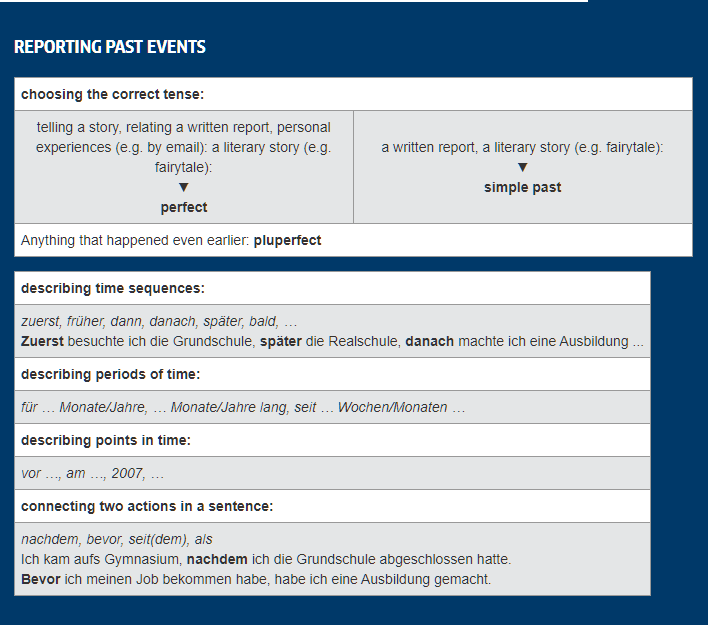 REPORTING PAST EVENTS
choosing the correct tense:
telling a story, relating a written report, personal
experiences (e.g. by email): a literary story (e.g.
fairytale):
▼
perfect
a written report, a literary story (e.g. fairytale):
▼
simple past
Anything that happened even earlier: pluperfect
describing time sequences:
zuerst, früher, dann, danach, später, bald, …
Zuerst besuchte ich die Grundschule, später die Realschule, danach machte ich eine Ausbildung ...
describing periods of time:
für … Monate/Jahre, … Monate/Jahre lang, seit … Wochen/Monaten …
describing points in time:
vor …, am …, 2007, …
connecting two actions in a sentence:
nachdem, bevor, seit(dem), als
Ich kam aufs Gymnasium, nachdem ich die Grundschule abgeschlossen hatte.
Bevor ich meinen Job bekommen habe, habe ich eine Ausbildung gemacht.